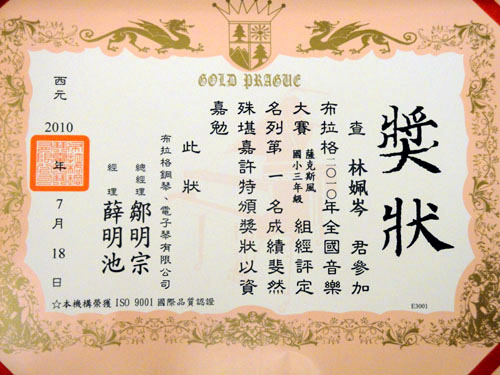 GOLD PRAGUE
獎狀
查 林姵岑 君參加
布拉格二○一○年全國音樂
大賽 薩克斯風 國小三年級 組經評定
名列第一名成績斐然
殊堪嘉許特頒獎狀以資
嘉勉
此狀
布拉格鋼琴、電子琴有限公司
總經理 鄒明宗
經理 薛明池
西元 2010 年 7 月 18 日
☆本機構榮獲 ISO 9001 國際品質認證
E3001